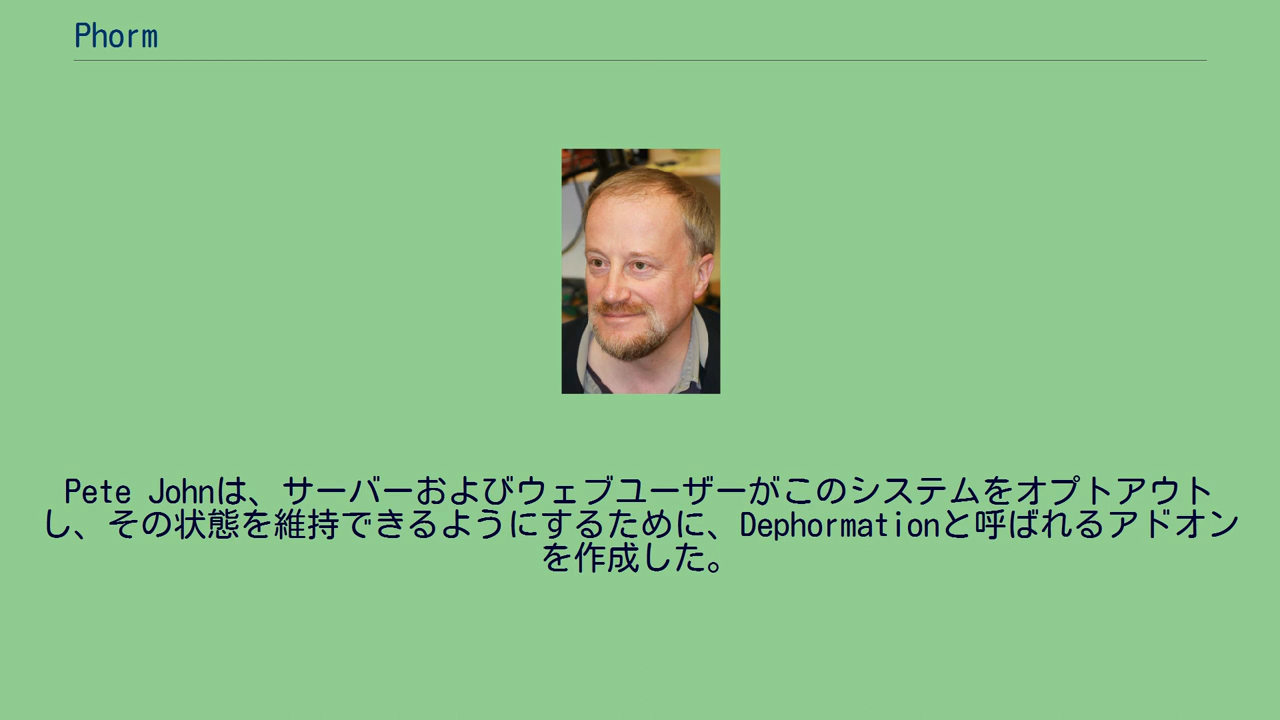 Phorm
Pete Johnは、サーバーおよびウェブユーザーがこのシステムをオプトアウト
し、その状態を維持できるようにするために、Dephormationと呼ばれるアドオン
を作成した。